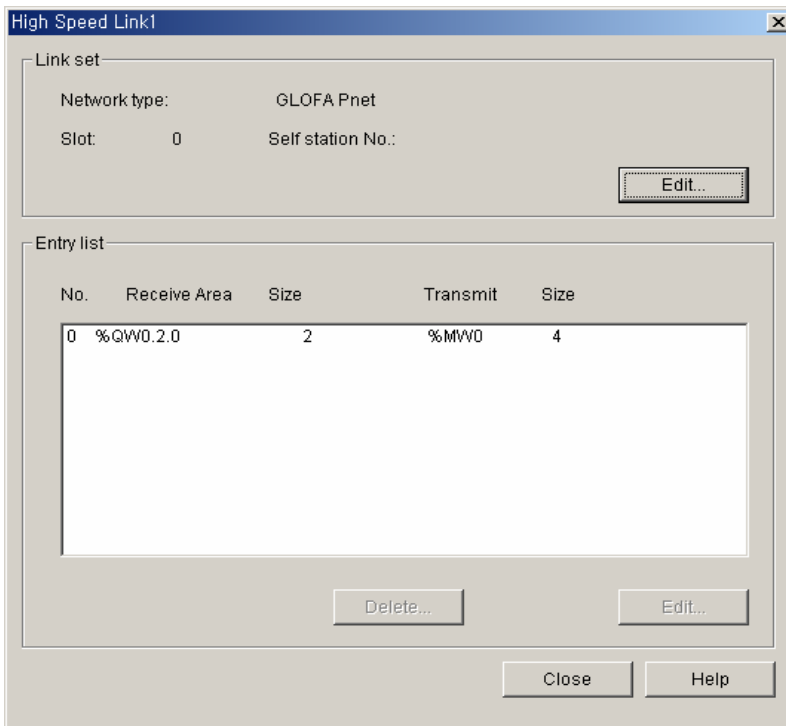 High Speed Link1
Link set
Network type: GLOFA Pnet
Slot: 0 Self station No.:
Edit...
Entry list
No. Receive Area Size Transmit Size
0 %QW0.2.0 2 %MW0 4
Delete... Edit...
Close Help